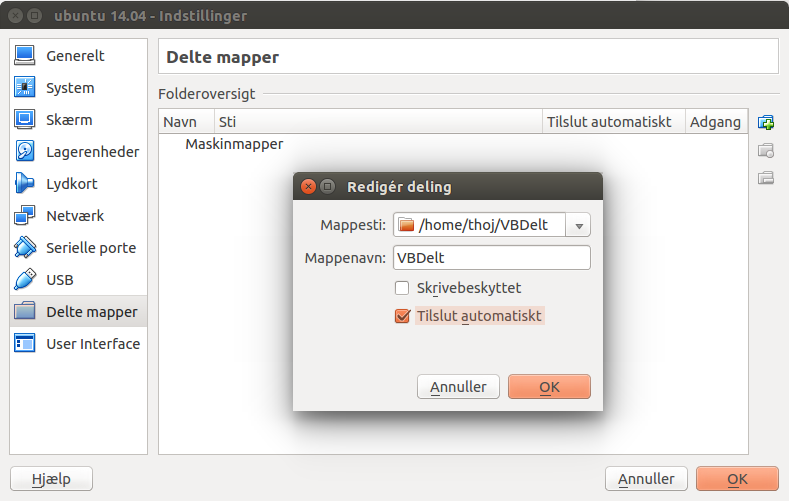 ubuntu 14.04 - Indstillinger
Generelt
System
Skærm
Lagerenheder
Lydkort
Netværk
Serielle porte
USB
Delte mapper
User Interface
Delte mapper
Folderoversigt
Navn Sti Tilslut automatiskt Adgang
Maskinmapper
Redigér deling
Mappesti: /home/thoj/VBDelt
Mappenavn: VBDelt
Skrivebeskyttet
Tilslut automatiskt
Annuller OK
Hjælp Annuller OK